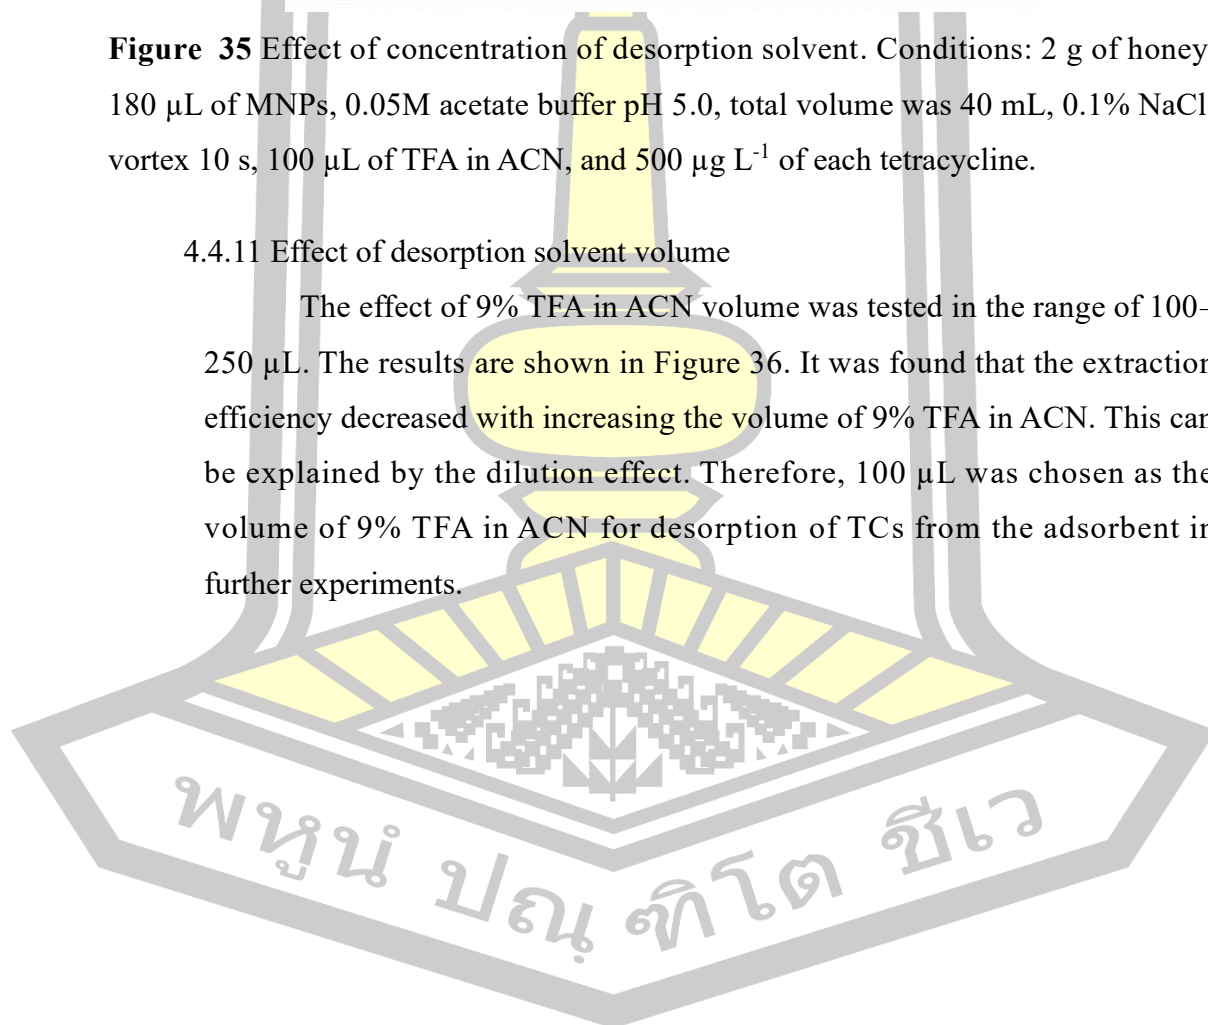 Figure 35 Effect of concentration of desorption solvent. Conditions: 2 g of honey
180 µL of MNPs, 0.05M acetate buffer pH 5.0, total volume was 40 mL, 0.1% NaCl
vortex 10 s, 100 µL of TFA in ACN, and 500 µg L⁻¹ of each tetracycline.
4.4.11 Effect of desorption solvent volume
The effect of 9% TFA in ACN volume was tested in the range of 100–
250 µL. The results are shown in Figure 36. It was found that the extraction
efficiency decreased with increasing the volume of 9% TFA in ACN. This can
be explained by the dilution effect. Therefore, 100 µL was chosen as the
volume of 9% TFA in ACN for desorption of TCs from the adsorbent in
further experiments.
พหูนํ ปณฺฑิโต ชีเว